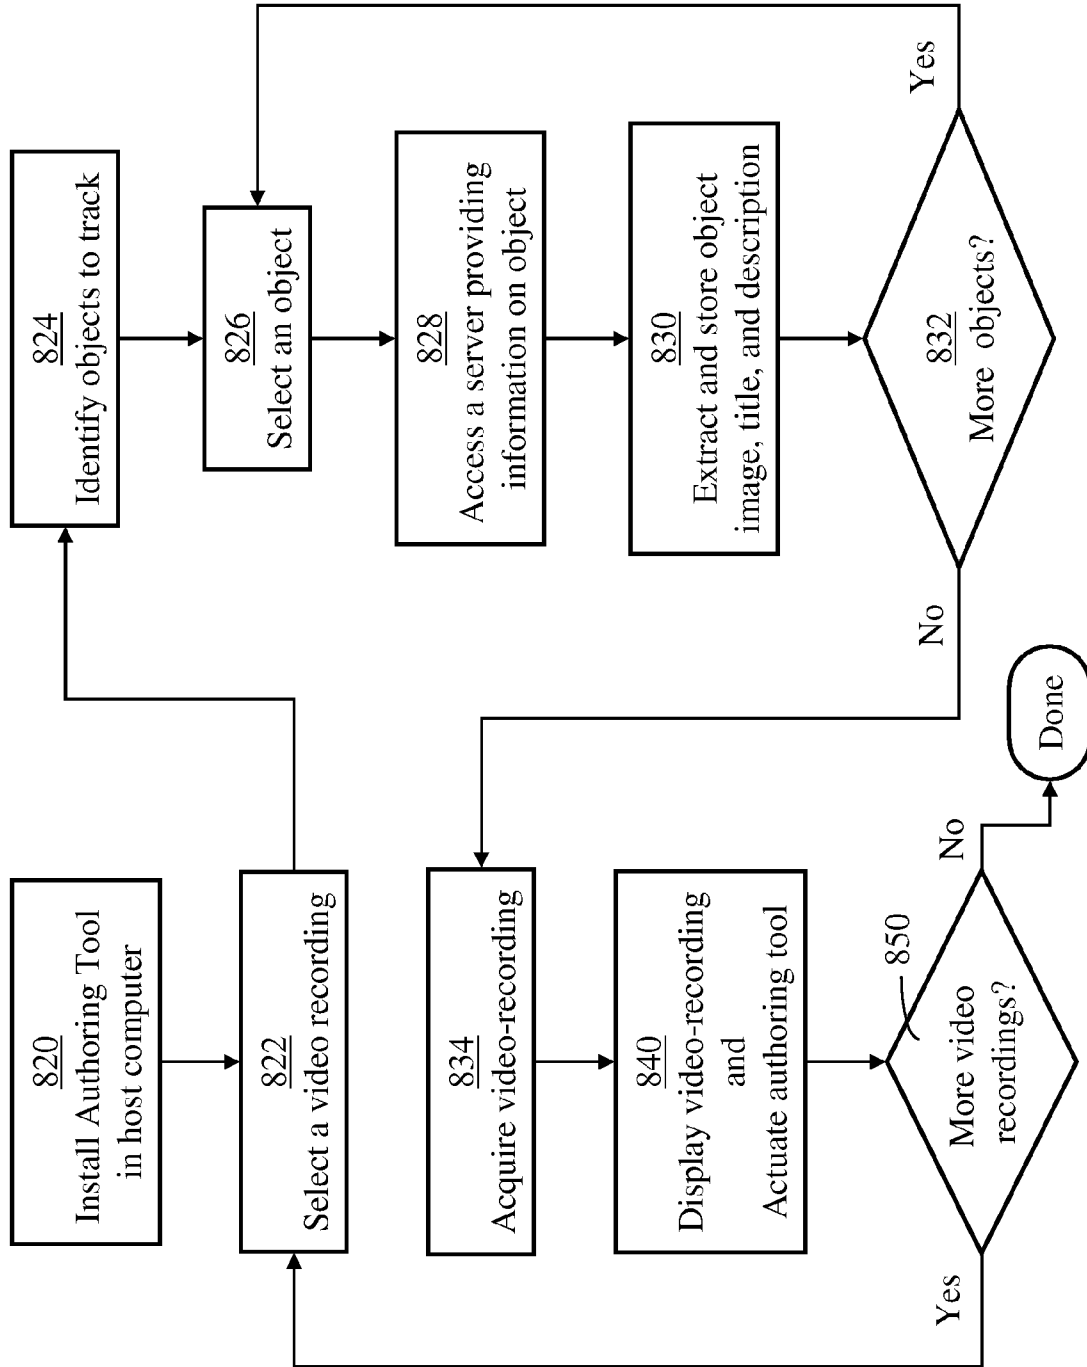 820
Install Authoring Tool
in host computer
822
Select a video recording
824
Identify objects to track
826
Select an object
828
Access a server providing
information on object
830
Extract and store object
image, title, and description
832
More objects?
Yes
No
834
Acquire video-recording
840
Display video-recording
and
Actuate authoring tool
850
More video
recordings?
Yes
No
Done